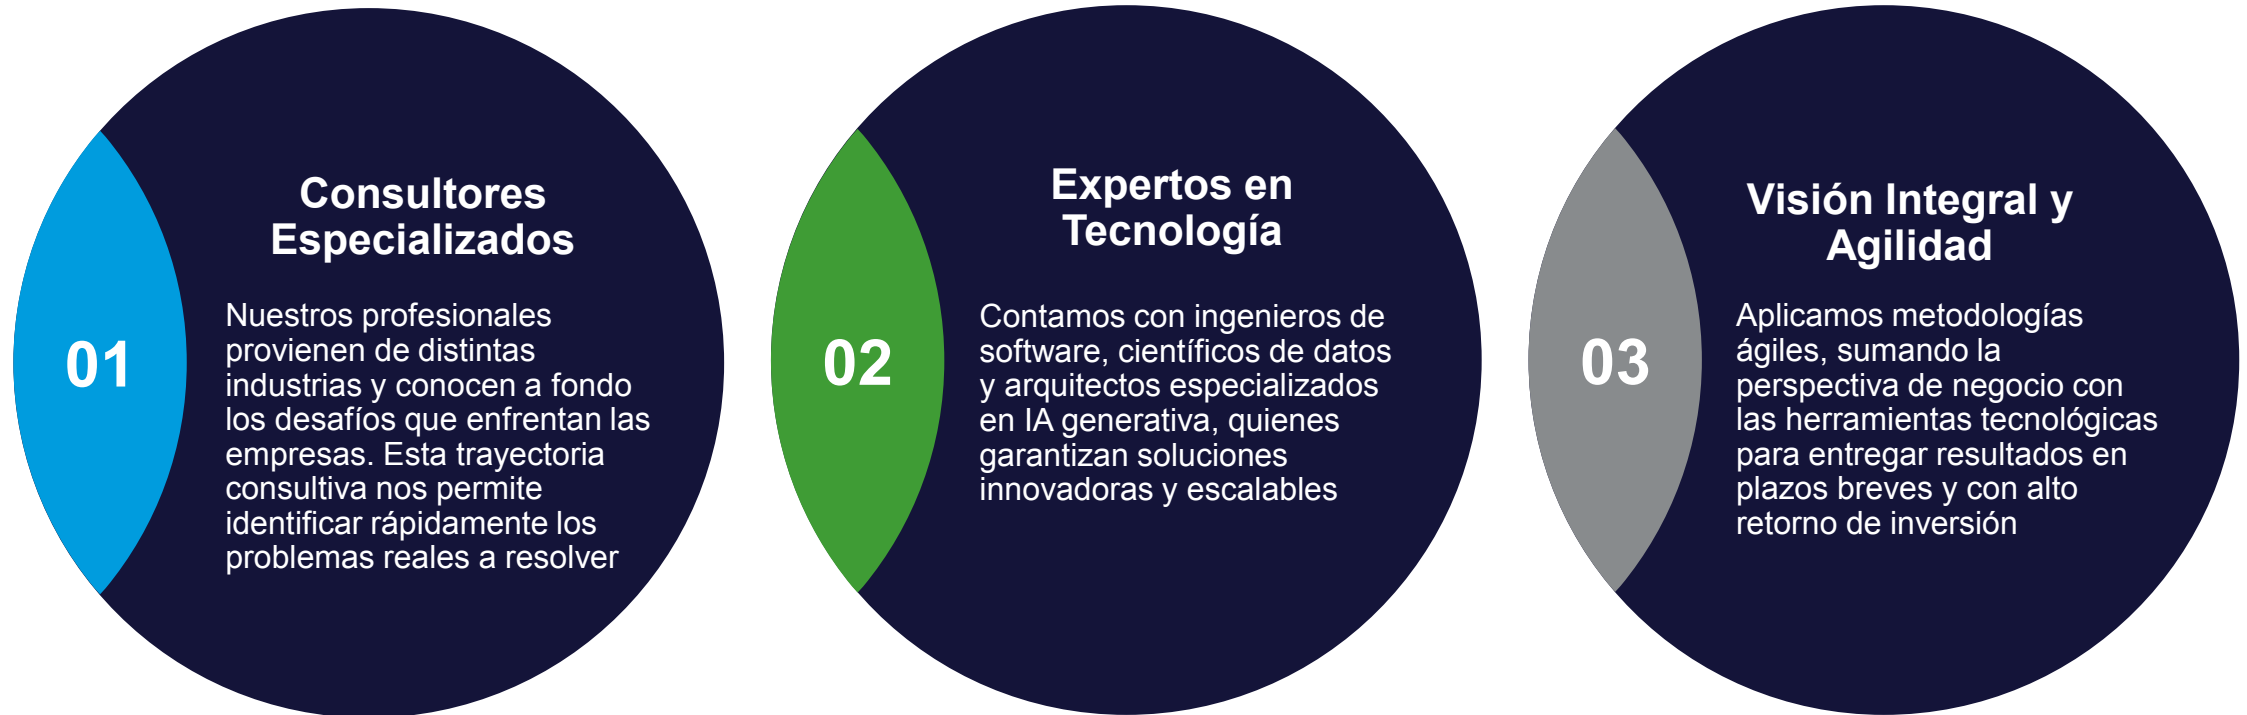 01
Consultores
Especializados
Nuestros profesionales
provienen de distintas
industrias y conocen a fondo
los desafíos que enfrentan las
empresas. Esta trayectoria
consultiva nos permite
identificar rápidamente los
problemas reales a resolver
02
Expertos en
Tecnología
Contamos con ingenieros de
software, científicos de datos
y arquitectos especializados
en IA generativa, quienes
garantizan soluciones
innovadoras y escalables
03
Visión Integral y
Agilidad
Aplicamos metodologías
ágiles, sumando la
perspectiva de negocio con
las herramientas tecnológicas
para entregar resultados en
plazos breves y con alto
retorno de inversión